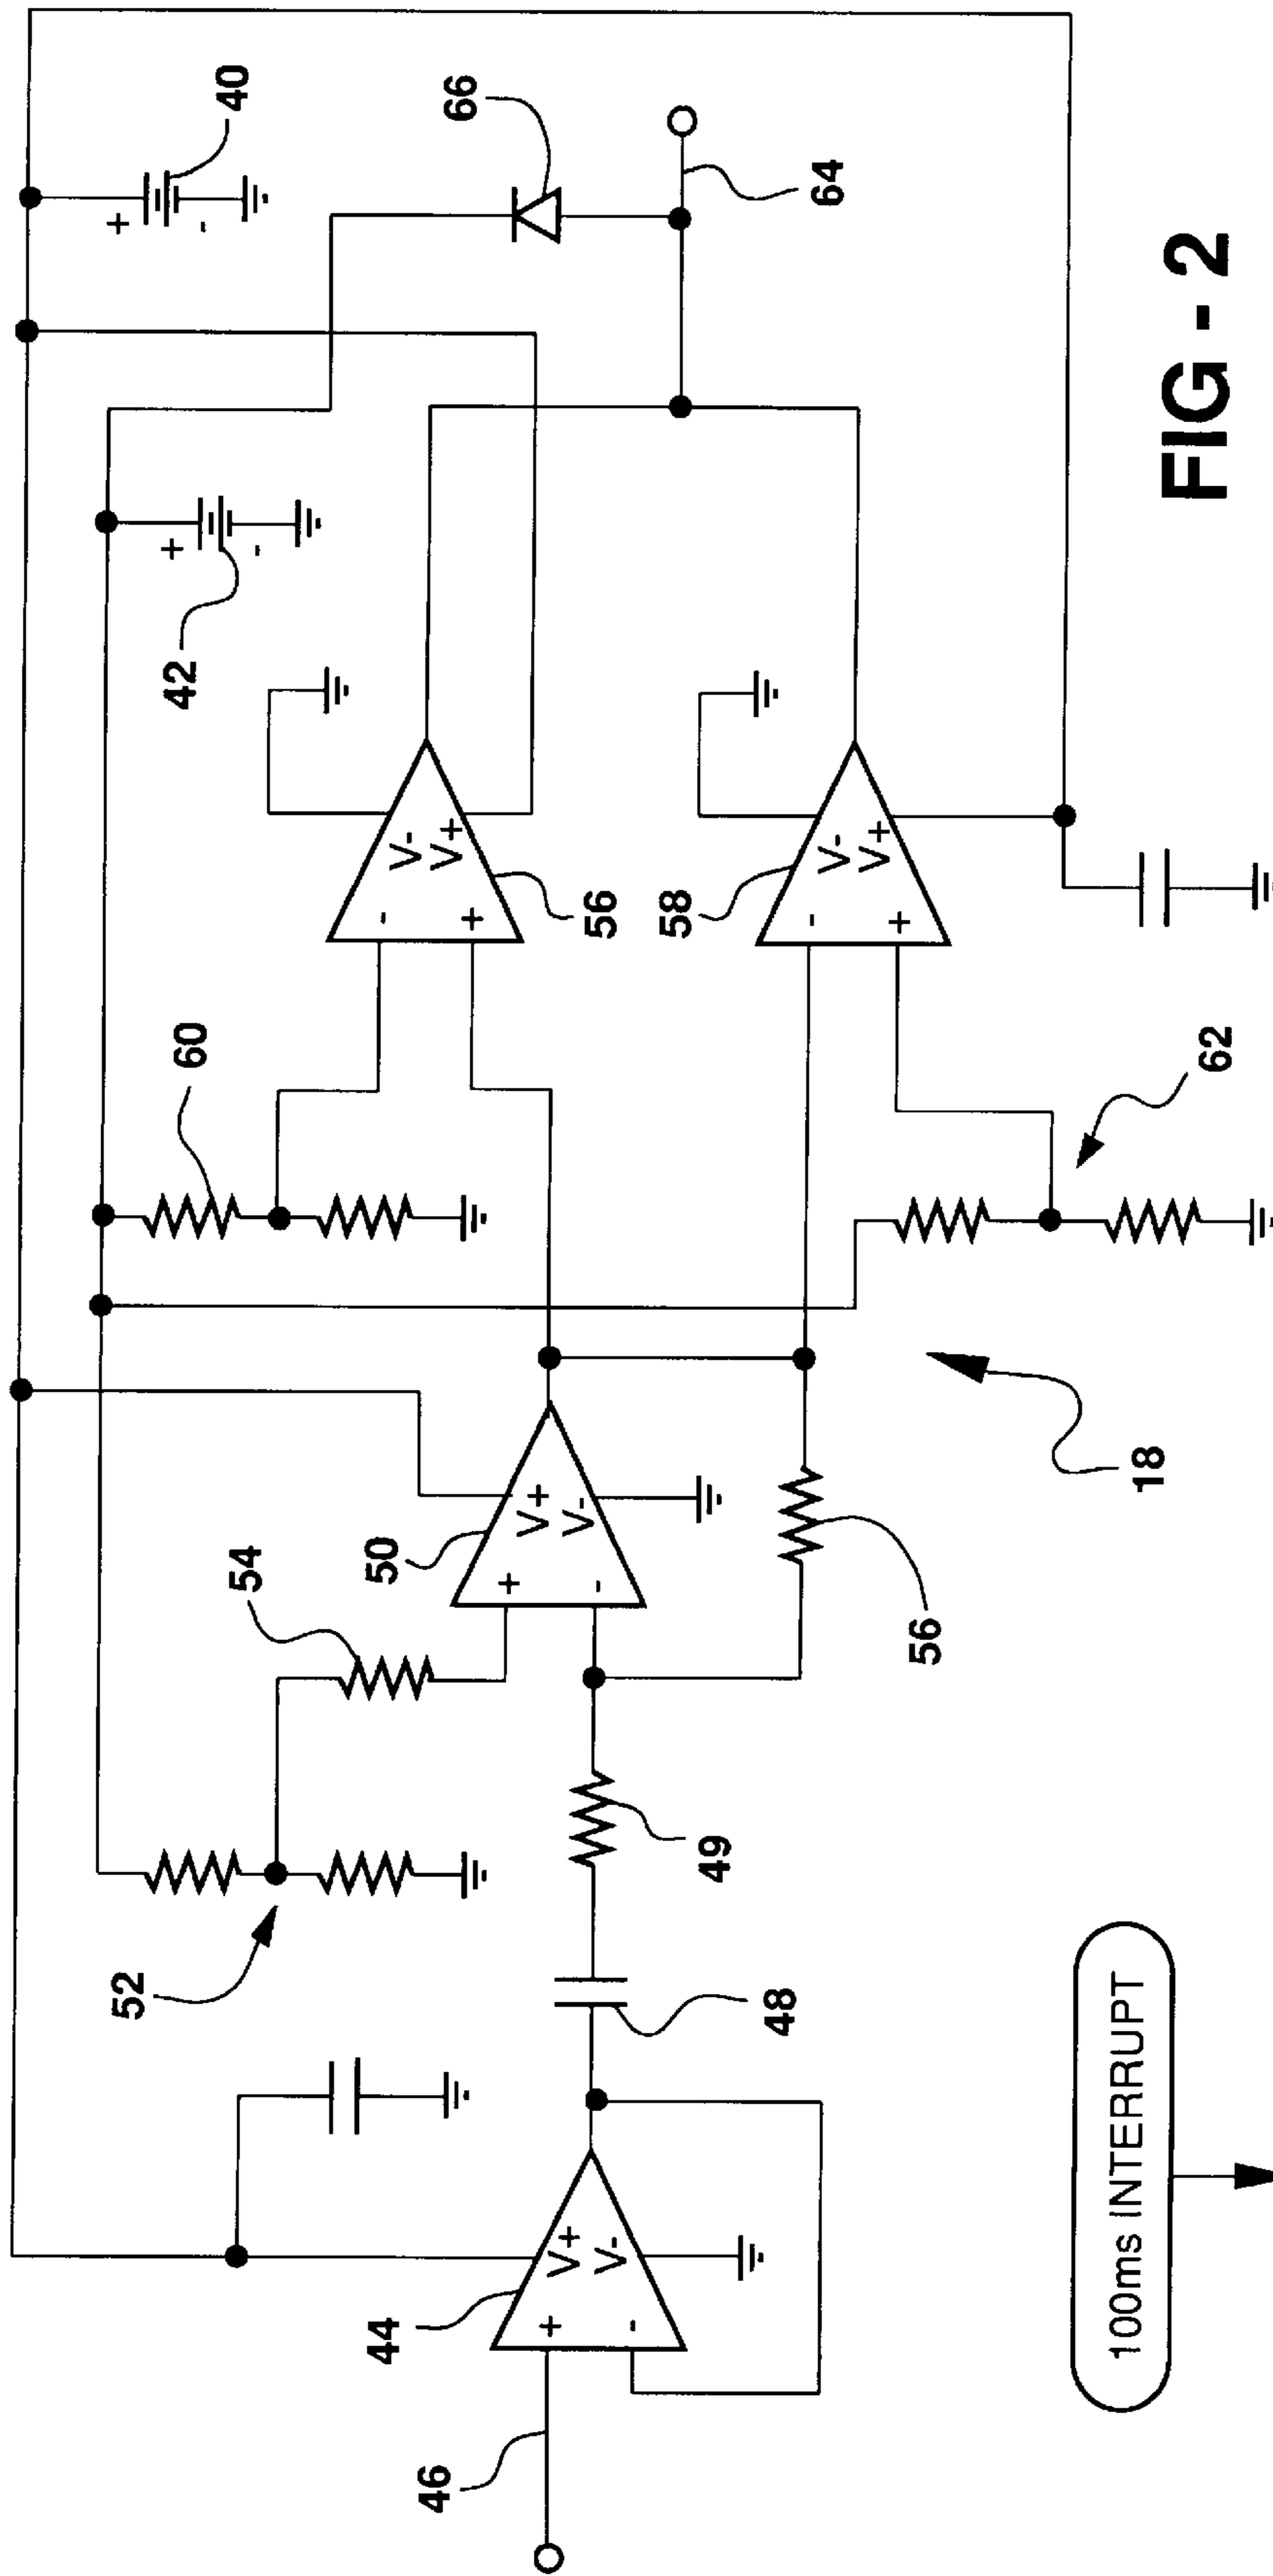 40
66
64
42
FIG - 2
60
V-
V+
-
+
56
58
V-
V+
-
+
62
54
50
V+
V-
+
-
52
49
48
56
18
44
V+
V-
+
-
46
+
-
+
-
100ms INTERRUPT